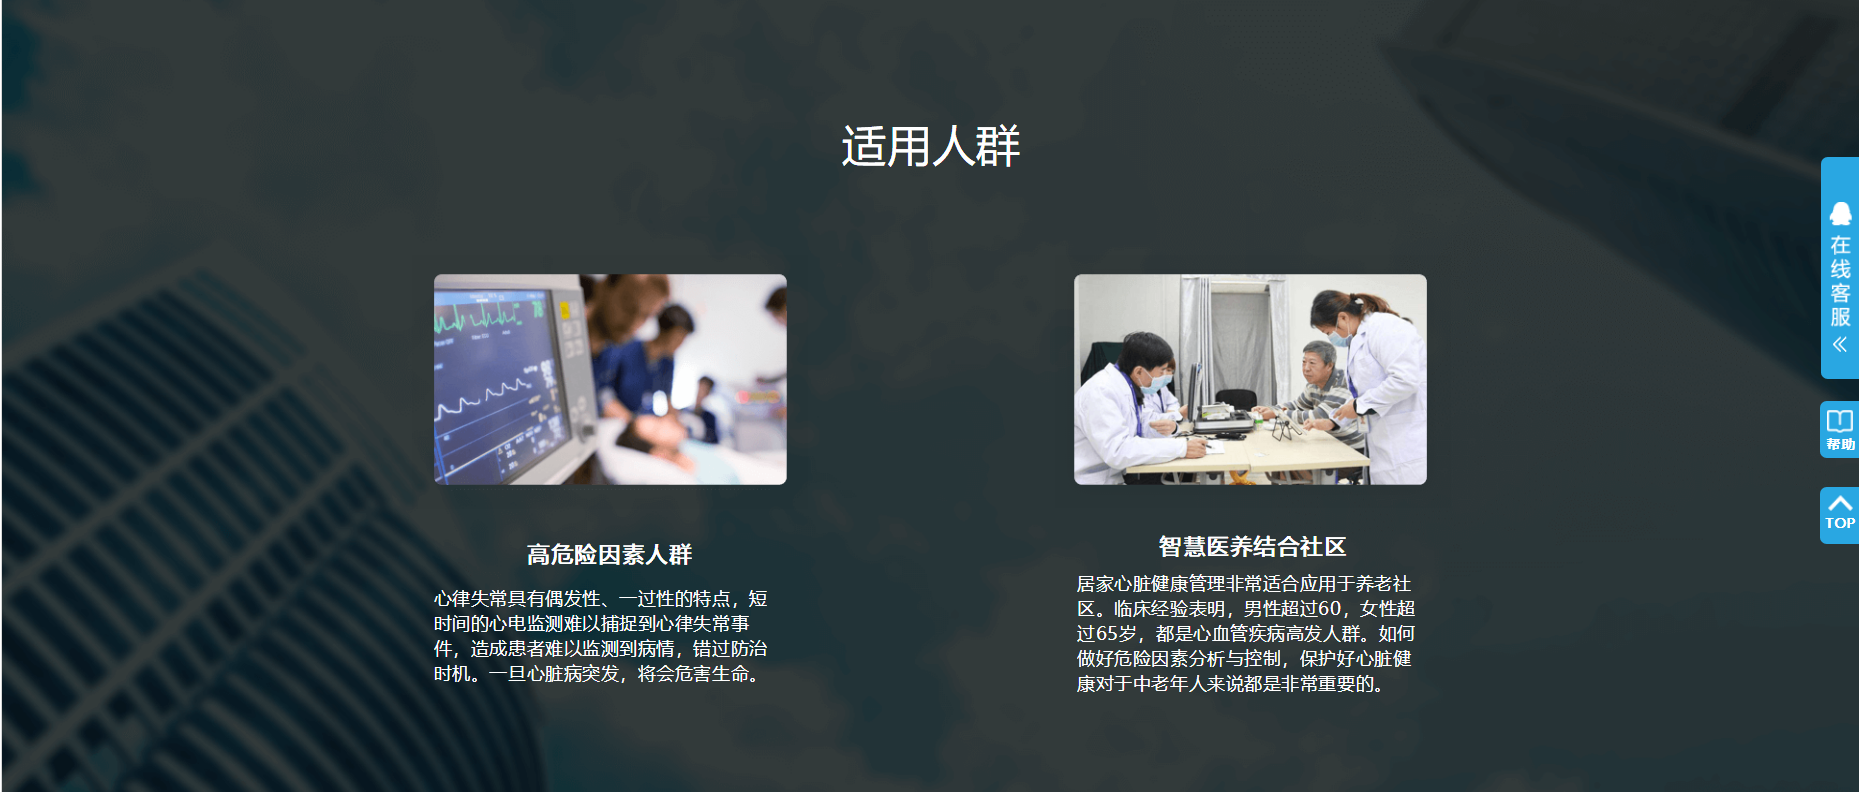 适用人群
高危险因素人群
心律失常具有偶发性、一过性的特点，短
时间的心电监测难以捕捉到心律失常事
件，造成患者难以监测到病情，错过防治
时机。一旦心脏病突发，将会危害生命。
智慧医养结合社区
居家心脏健康管理非常适合应用于养老社
区。临床经验表明，男性超过60，女性超
过65岁，都是心血管疾病高发人群。如何
做好危险因素分析与控制，保护好心脏健
康对于中老年人来说都是非常重要的。
在线客服
帮助
TOP